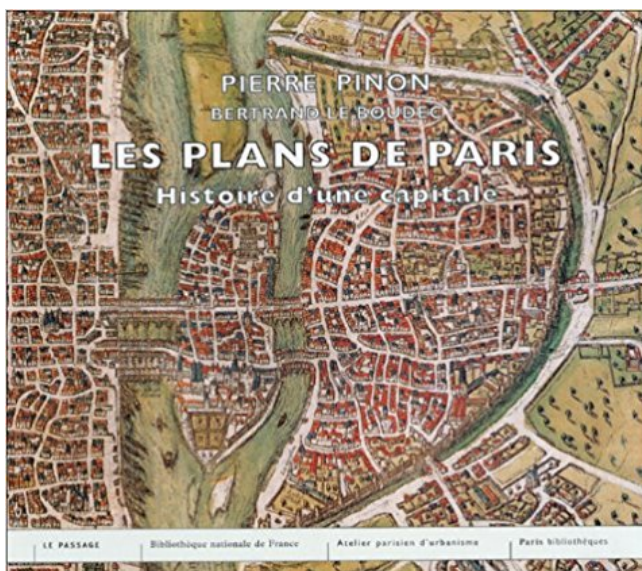 PIERRE PINON
BERTRAND LE BOUDEC
LES PLANS DE PARIS
Histoire d'une capitale
LE PASSAGE
Bibliothèque nationale de France
Atelier parisien d'urbanisme
Paris bibliothèques